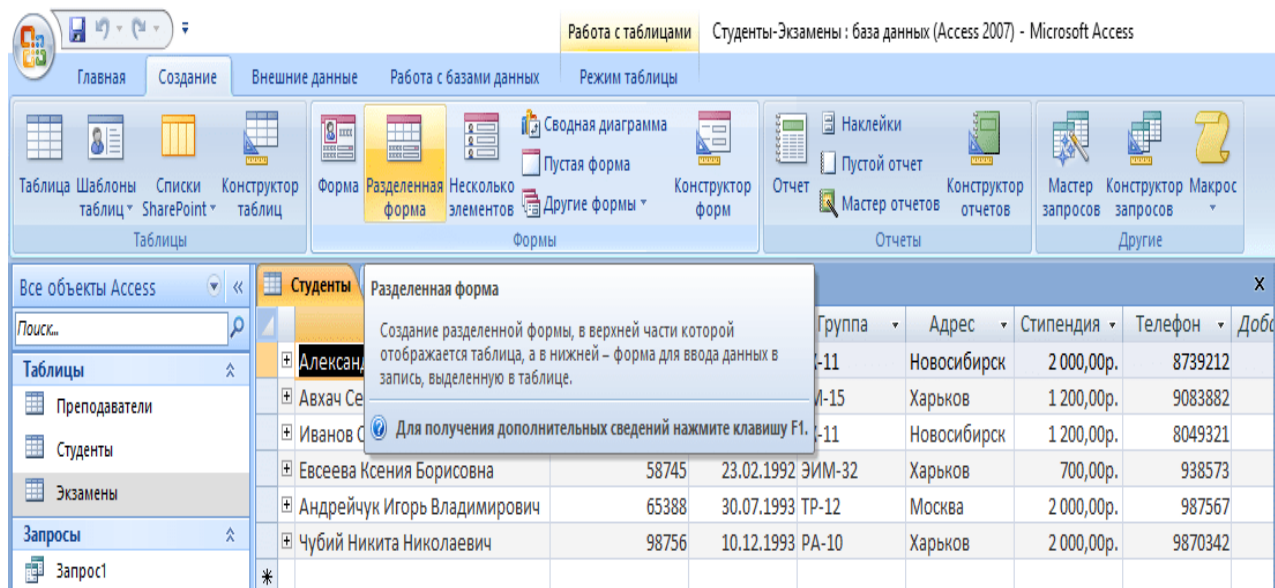 Работа с таблицами
Студенты-Экзамены : база данных (Access 2007) - Microsoft Access
Главная Создание Внешние данные Работа с базами данных Режим таблицы
Таблица
Шаблоны
таблиц
Списки
SharePoint
Конструктор
таблиц
Таблицы
Форма
Разделенная
форма
Несколько
элементов
Сводная диаграмма
Пустая форма
Другие формы
Конструктор
форм
Формы
Отчет
Наклейки
Пустой отчет
Мастер отчетов
Конструктор
отчетов
Отчеты
Мастер
запросов
Конструктор
запросов
Макрос
Другие
Все объекты Access
Поиск...
Таблицы
Преподаватели
Студенты
Экзамены
Запросы
Запрос1
Студенты
Разделенная форма
Создание разделенной формы, в верхней части которой
отображается таблица, а в нижней – форма для ввода данных в
запись, выделенную в таблице.
Для получения дополнительных сведений нажмите клавишу F1.
Группа Адрес Стипендия Телефон Доба
Александ -11 Новосибирск 2 000,00р. 8739212
Авхач Се М-15 Харьков 1 200,00р. 9083882
Иванов С -11 Новосибирск 1 200,00р. 8049321
Евсеева Ксения Борисовна 58745 23.02.1992 ЭИМ-32 Харьков 700,00р. 938573
Андрейчук Игорь Владимирович 65388 30.07.1993 ТР-12 Москва 2 000,00р. 987567
Чубий Никита Николаевич 98756 10.12.1993 РА-10 Харьков 2 000,00р. 9870342